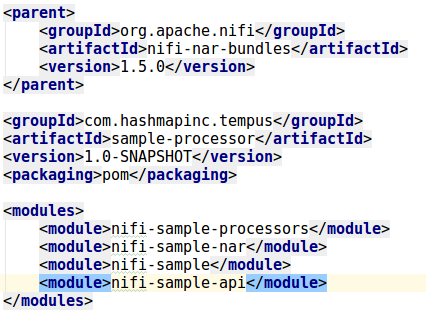 <parent>
    <groupId>org.apache.nifi</groupId>
    <artifactId>nifi-nar-bundles</artifactId>
    <version>1.5.0</version>
</parent>

<groupId>com.hashmapinc.tempus</groupId>
<artifactId>sample-processor</artifactId>
<version>1.0-SNAPSHOT</version>
<packaging>pom</packaging>

<modules>
    <module>nifi-sample-processors</module>
    <module>nifi-sample-nar</module>
    <module>nifi-sample</module>
    <module>nifi-sample-api</module>
</modules>